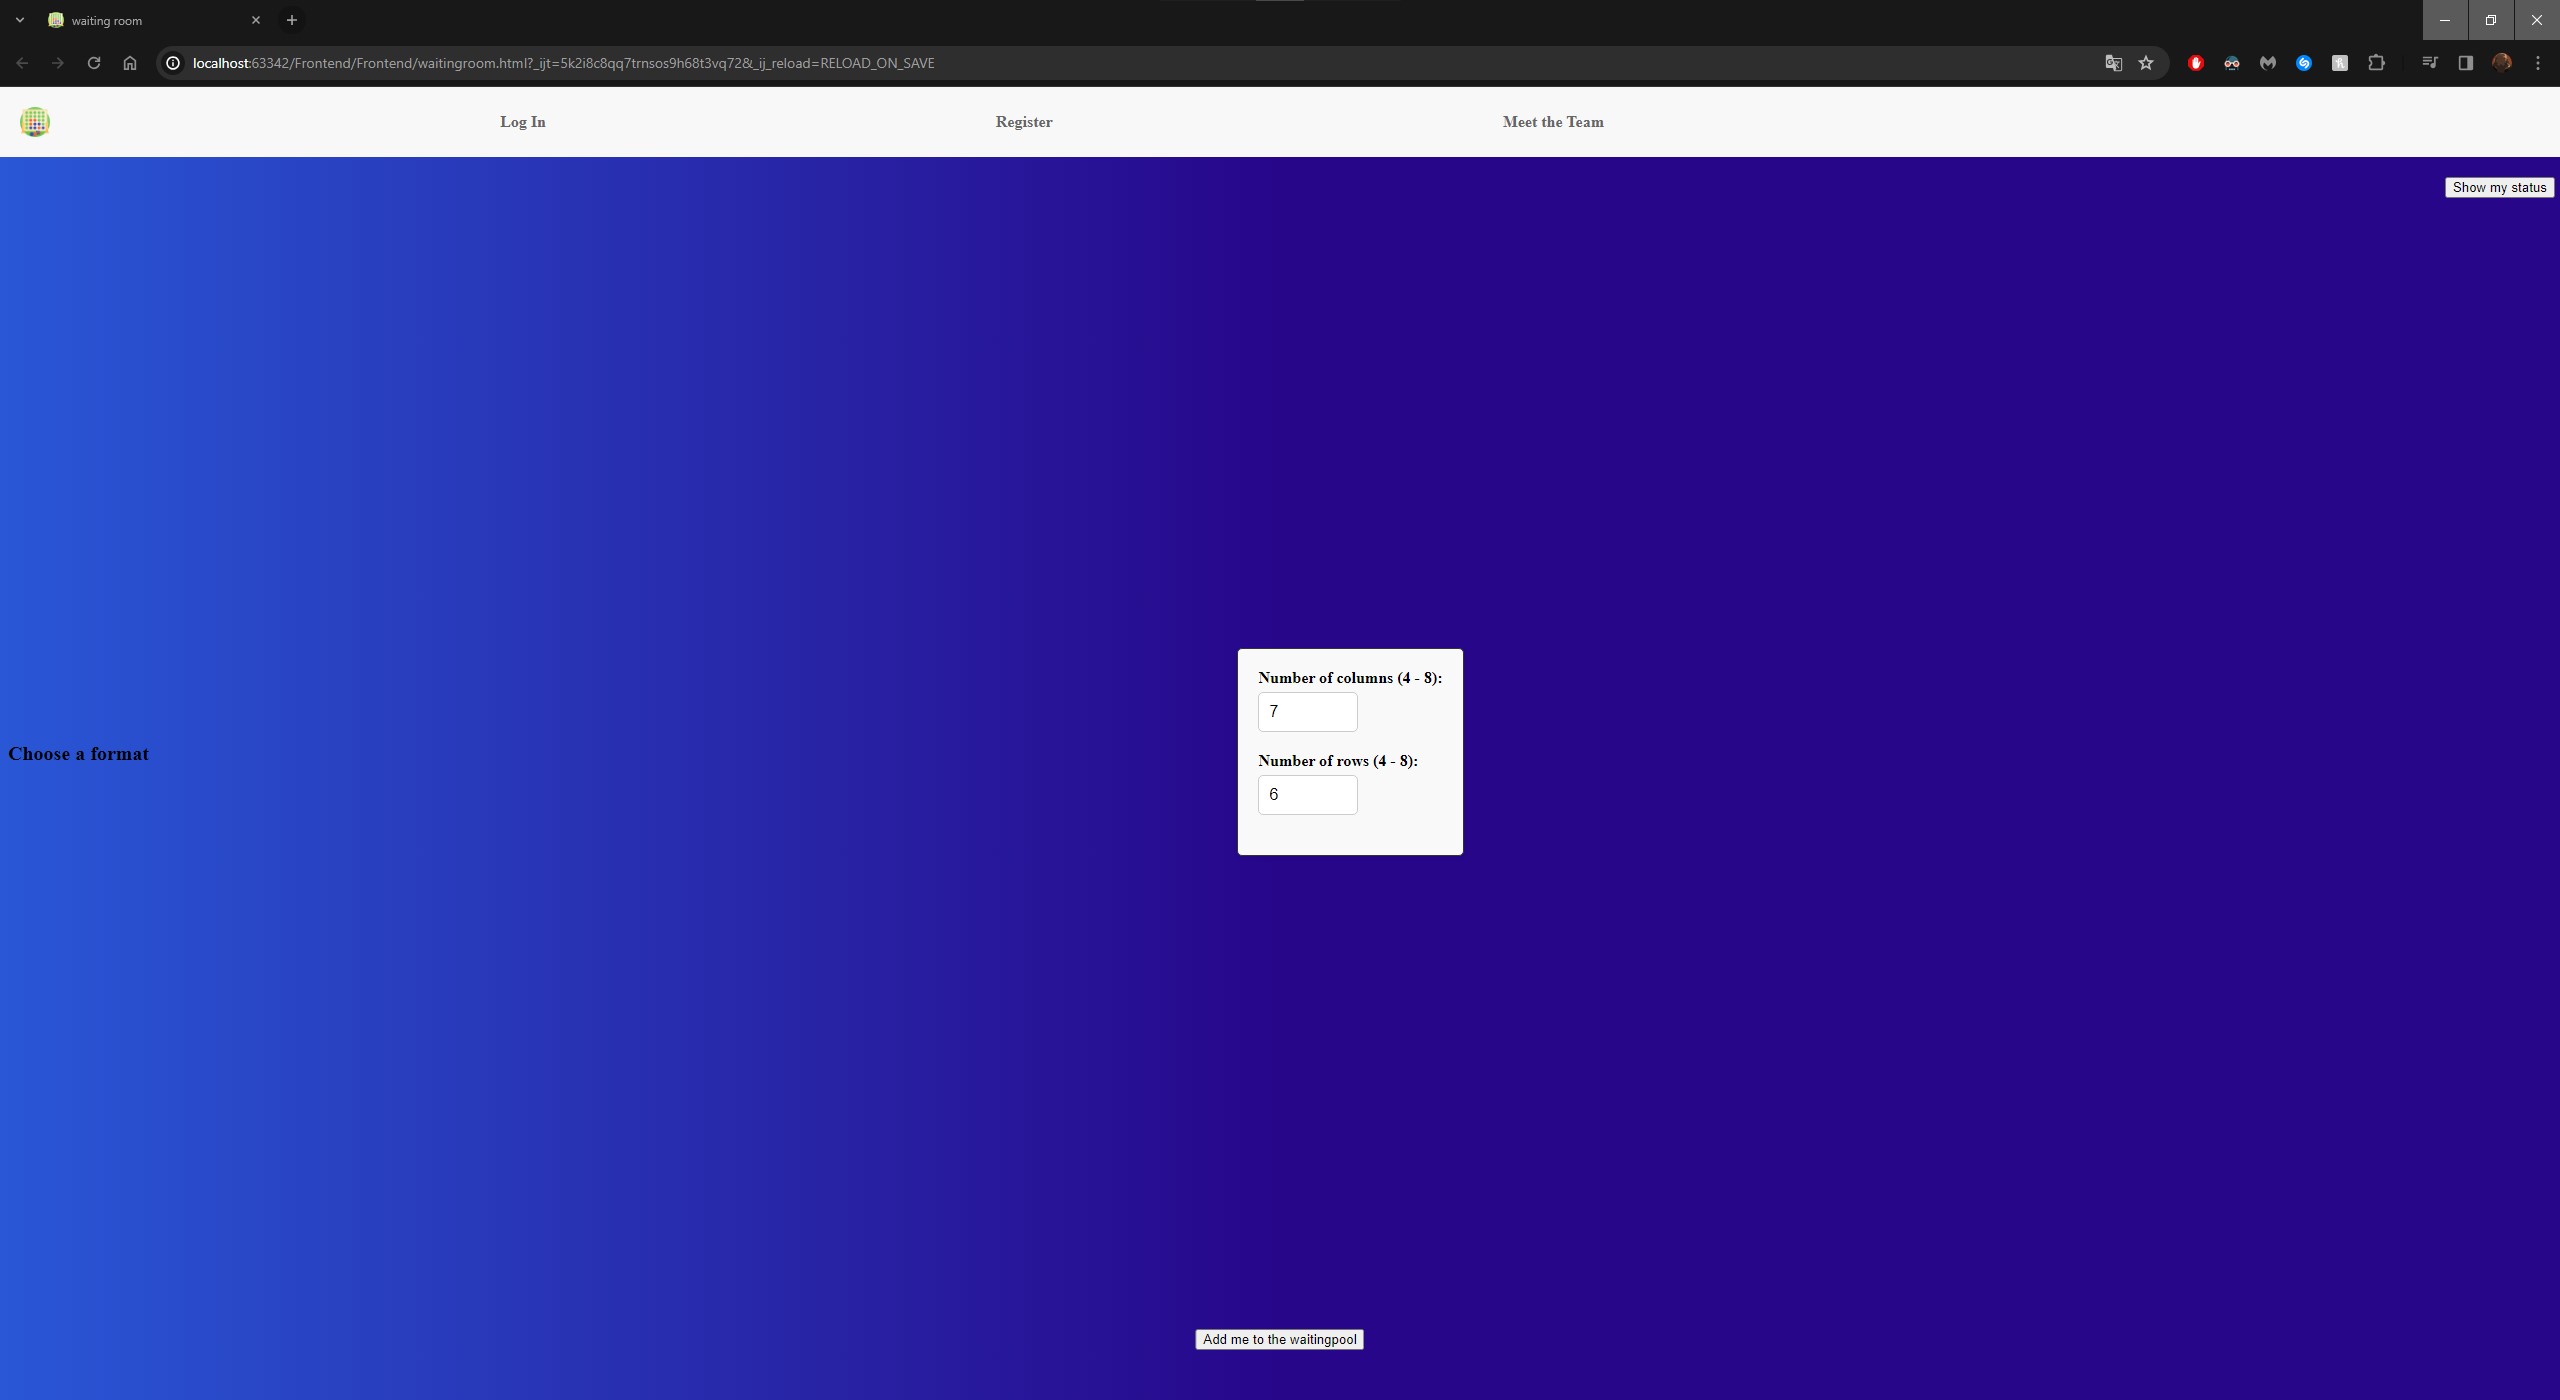 waiting room
localhost:63342/Frontend/Frontend/waitingroom.html?_ijt=5k2i8c8qq7trnsos9h68t3vq72&_ij_reload=RELOAD_ON_SAVE
Log In Register Meet the Team
Show my status
Number of columns (4 - 8):
7
Choose a format
Number of rows (4 - 8):
6
Add me to the waitingpool